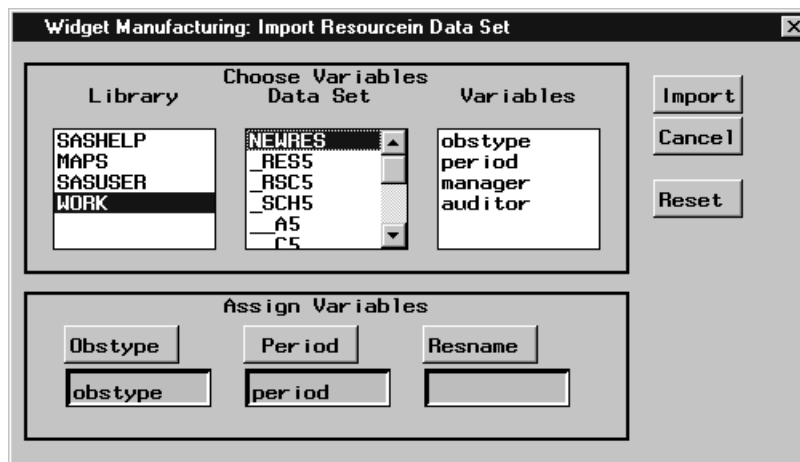 Widget Manufacturing: Import Resourcein Data Set
Choose Variables
Library Data Set Variables
SASHELP
MAPS
SASUSER
WORK
NEWRES
_RES5
_RSC5
_SCH5
__A5
obstype
period
manager
auditor
Import
Cancel
Reset
Assign Variables
Obstype Period Resname
obstype period